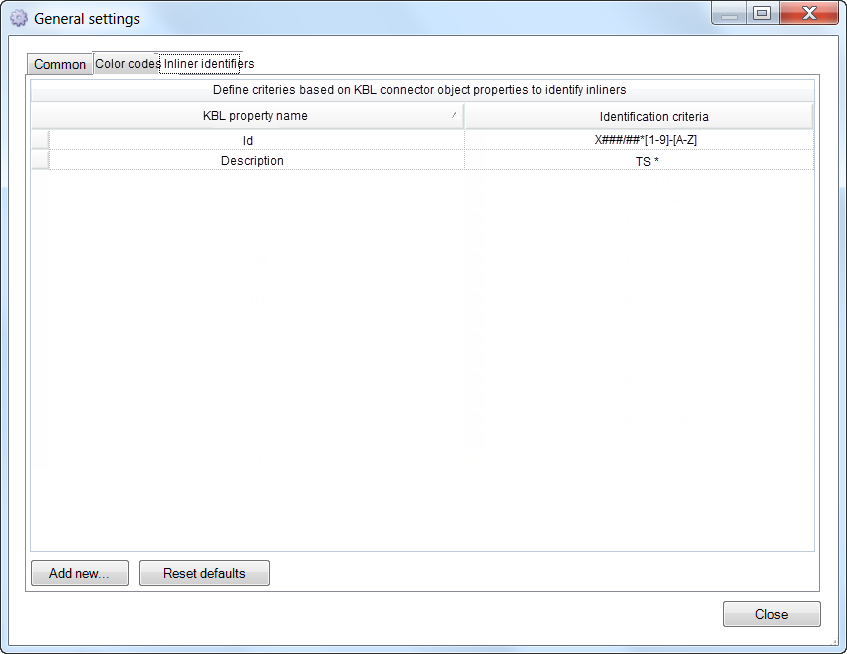 General settings
Common Color codes Inliner identifiers
Define criteries based on KBL connector object properties to identify inliners
KBL property name Identification criteria
Id X###/##*[1-9]-[A-Z]
Description TS *
Add new... Reset defaults
Close